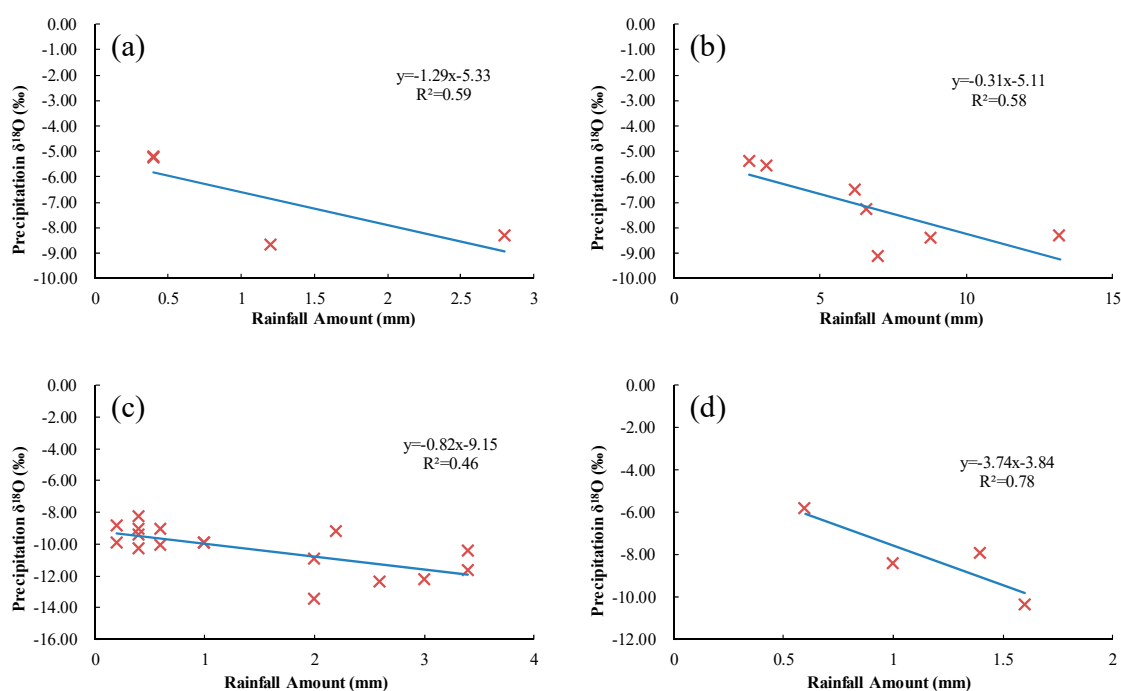 (a)
y=-1.29x-5.33
R²=0.59
Precipitatioin δ¹⁸O (‰)
0.00
-1.00
-2.00
-3.00
-4.00
-5.00
-6.00
-7.00
-8.00
-9.00
-10.00
0 0.5 1 1.5 2 2.5 3
Rainfall Amount (mm)
(b)
y=-0.31x-5.11
R²=0.58
Precipitatioin δ¹⁸O (‰)
0.00
-1.00
-2.00
-3.00
-4.00
-5.00
-6.00
-7.00
-8.00
-9.00
-10.00
0 5 10 15
Rainfall Amount (mm)
(c)
y=-0.82x-9.15
R²=0.46
Precipitatioin δ¹⁸O (‰)
0.00
-2.00
-4.00
-6.00
-8.00
-10.00
-12.00
-14.00
-16.00
0 1 2 3 4
Rainfall Amount (mm)
(d)
y=-3.74x-3.84
R²=0.78
Precipitatioin δ¹⁸O (‰)
0.00
-2.00
-4.00
-6.00
-8.00
-10.00
-12.00
0 0.5 1 1.5 2
Rainfall Amount (mm)